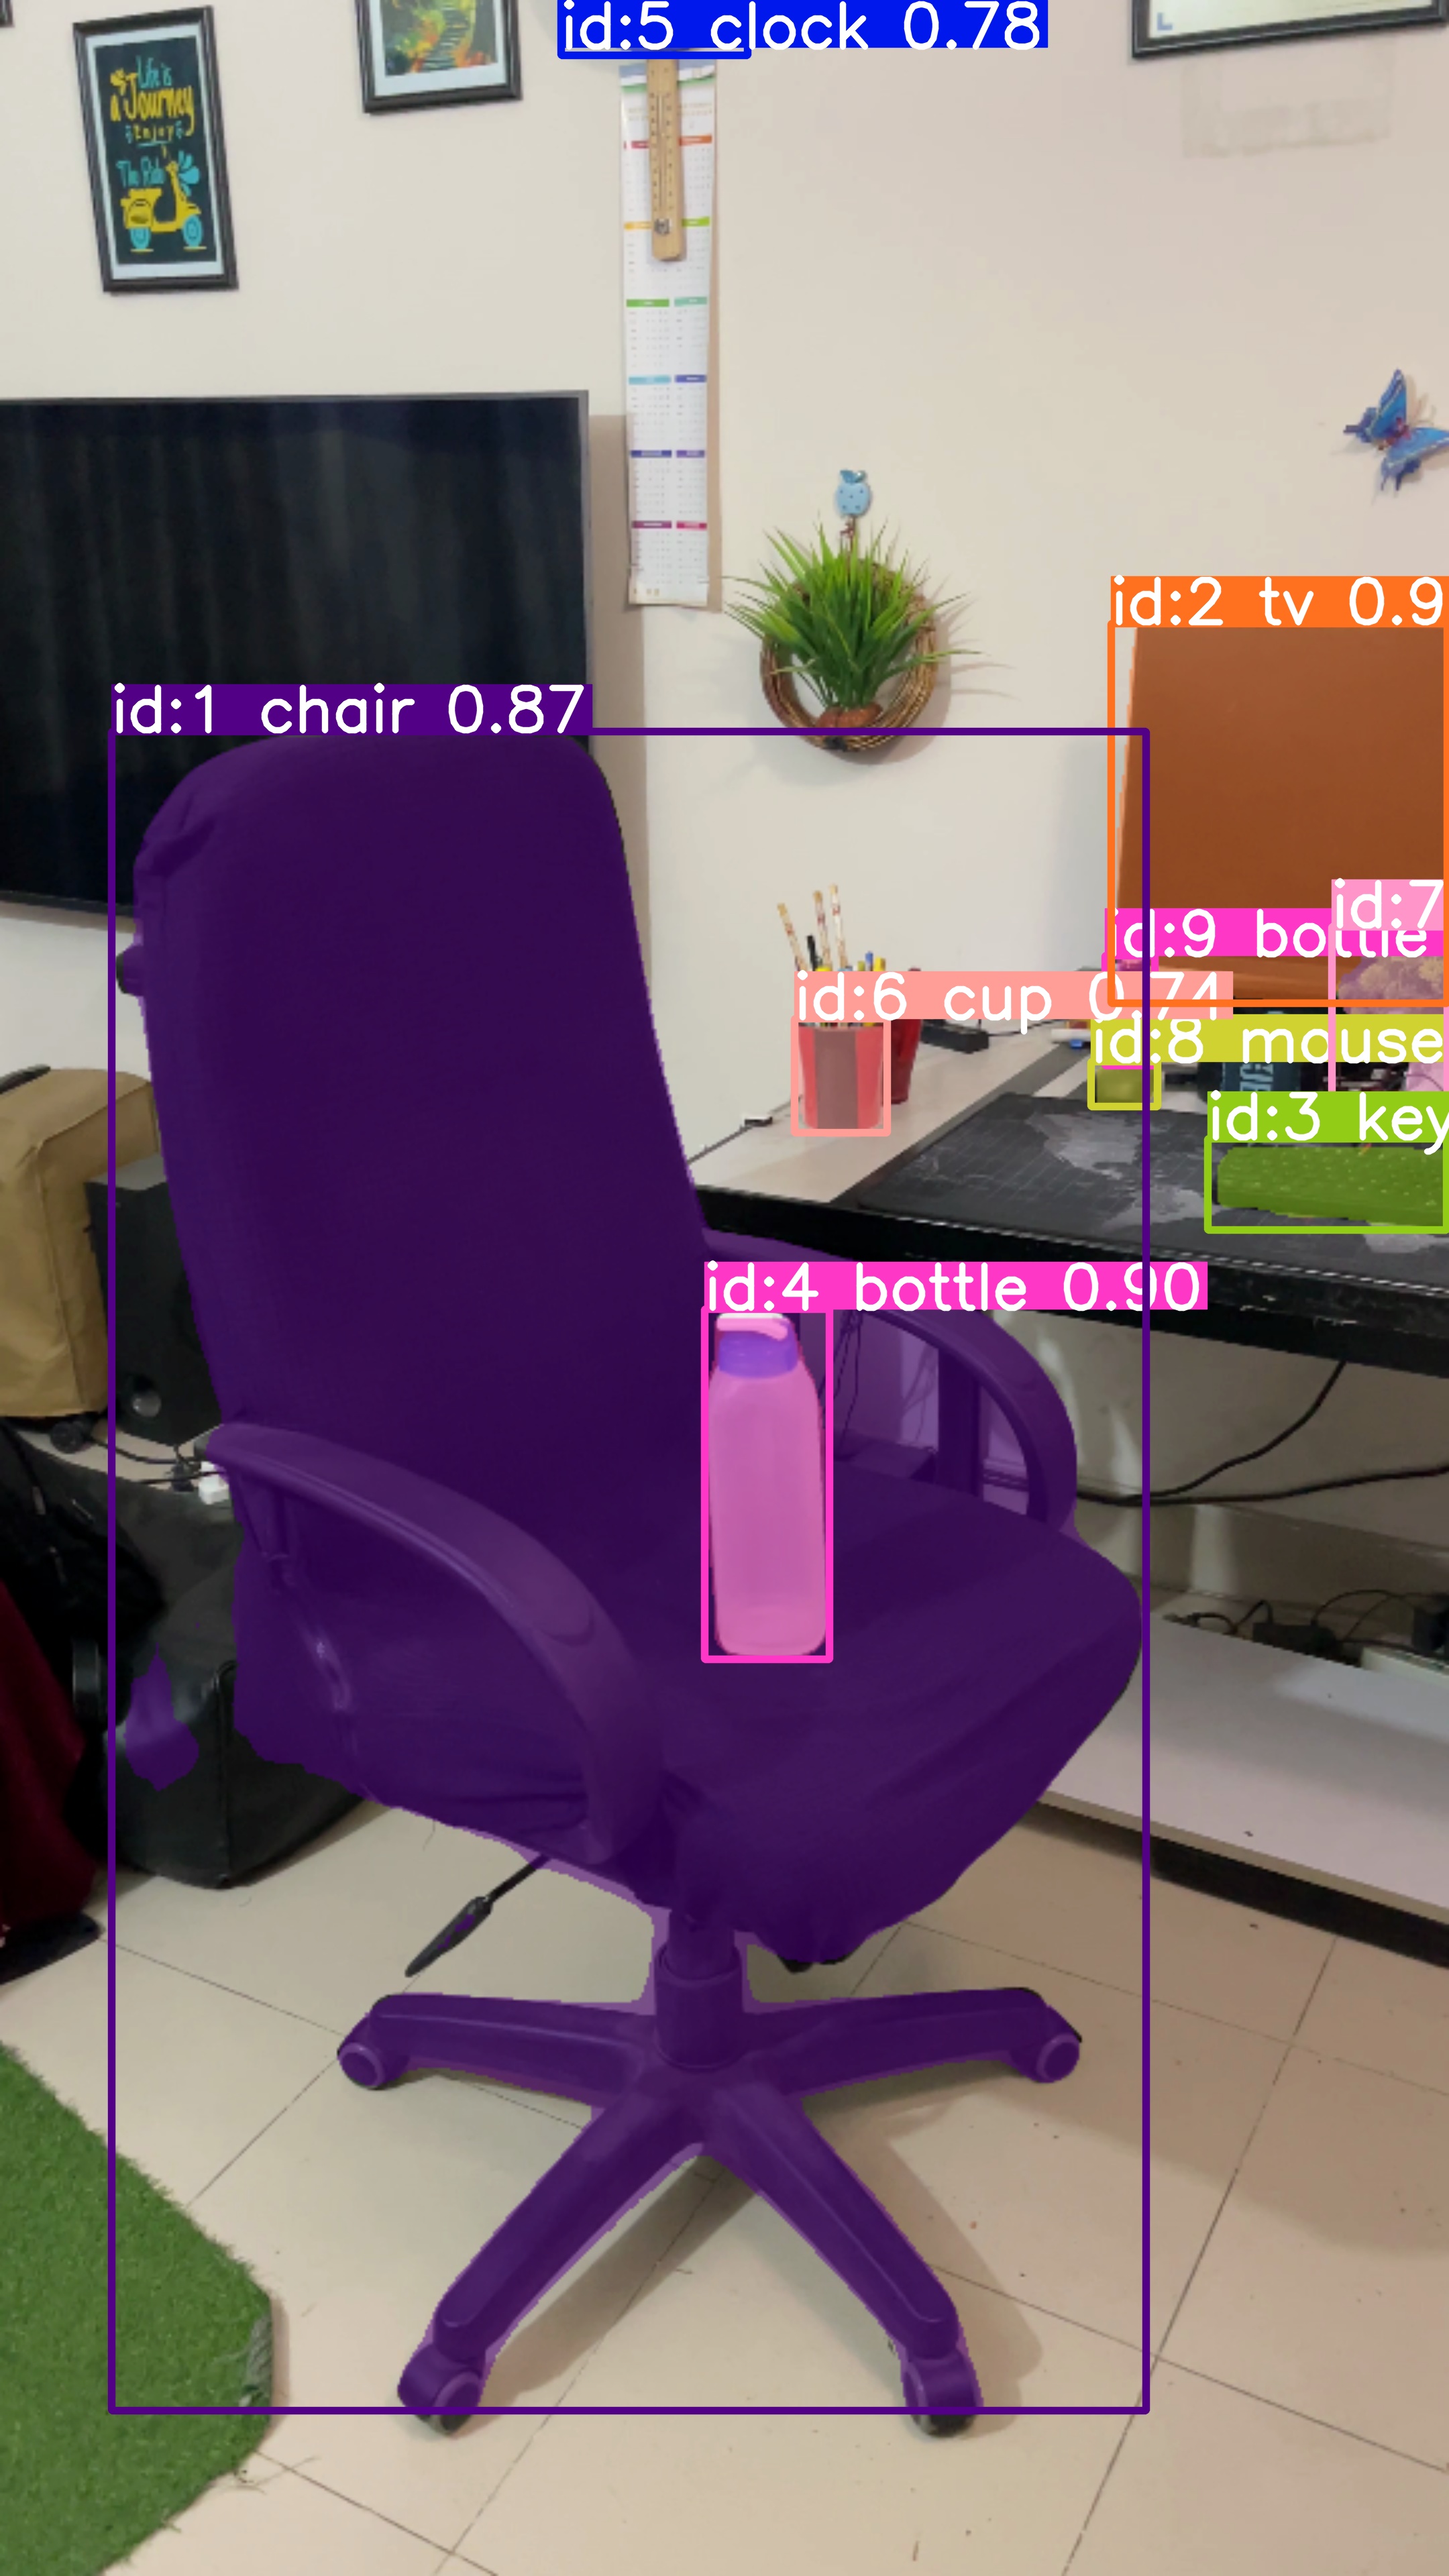 id:5 clock 0.78
Life is
a Journey
Enjoy
The Ride
L
id:2 tv 0.9
id:1 chair 0.87
id:7
id:9 bottle
id:6 cup 0.74
id:8 mouse
id:3 key
id:4 bottle 0.90